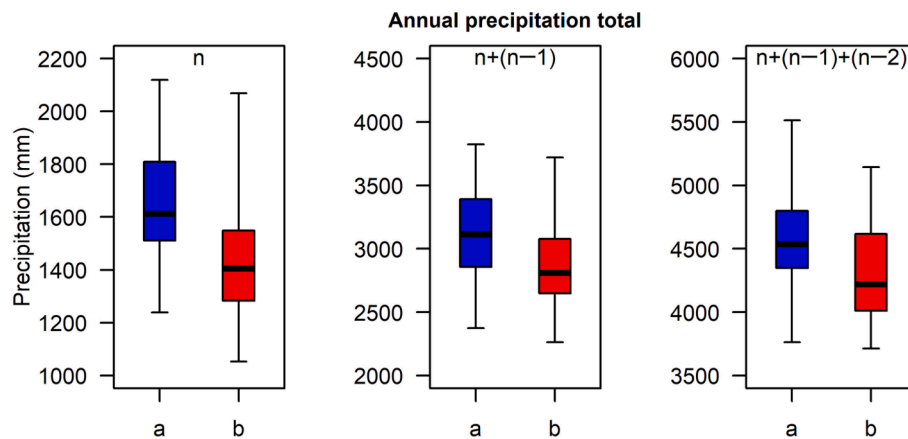 Annual precipitation total
Precipitation (mm)
n
2200
2000
1800
1600
1400
1200
1000
a b
n+(n−1)
4500
4000
3500
3000
2500
2000
a b
n+(n−1)+(n−2)
6000
5500
5000
4500
4000
3500
a b